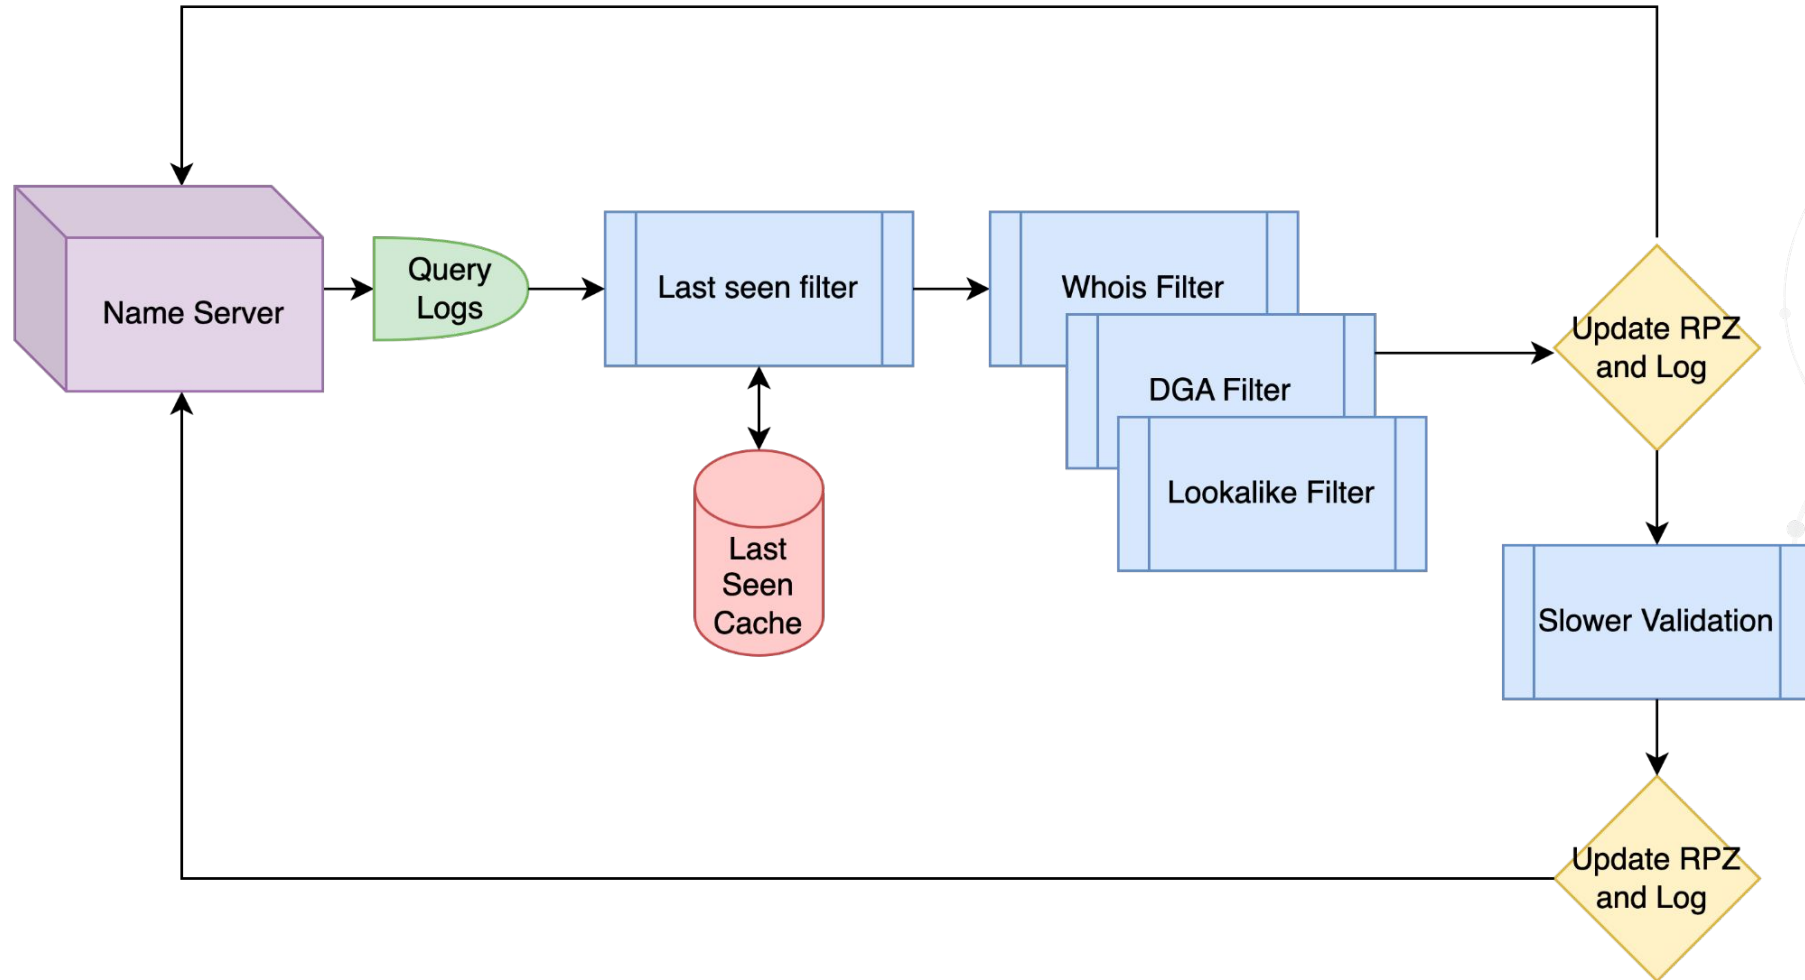 Name Server
Query
Logs
Last seen filter
Last
Seen
Cache
Whois Filter
DGA Filter
Lookalike Filter
Update RPZ
and Log
Slower Validation
Update RPZ
and Log